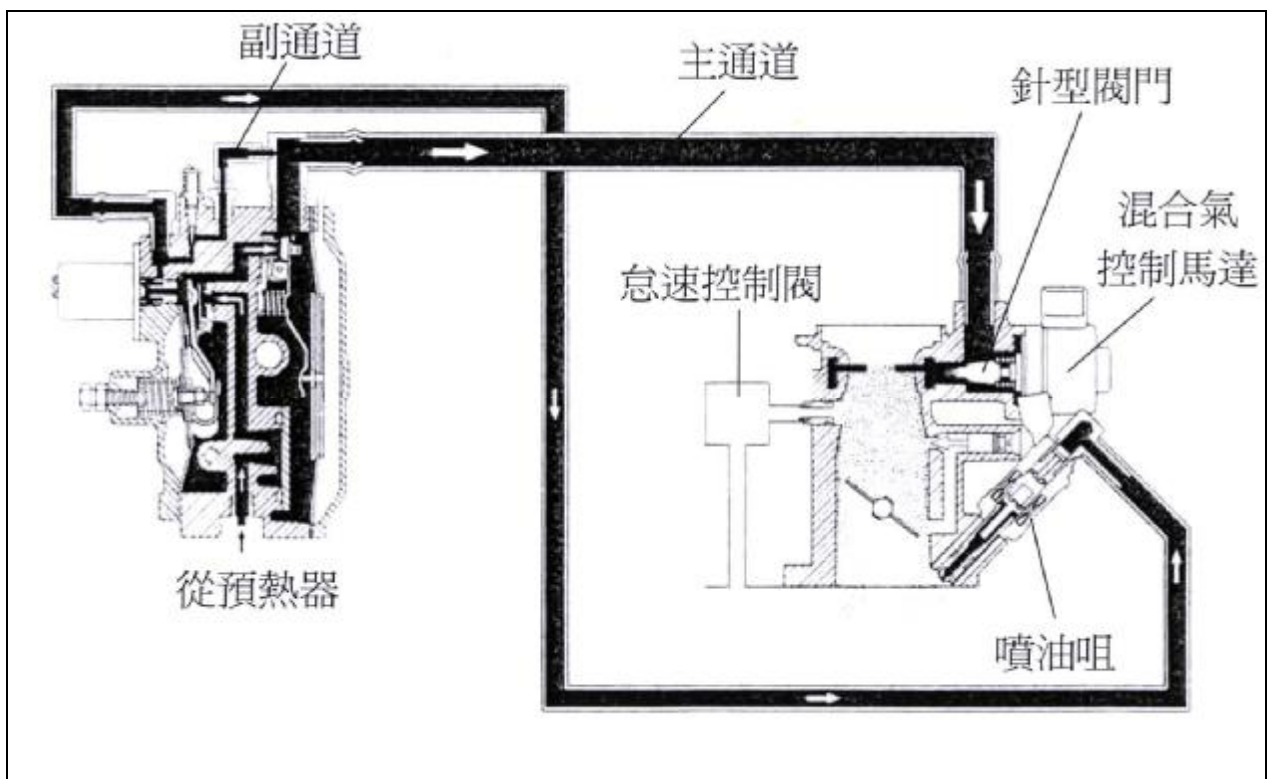 副通道
主通道
針型閥門
混合氣
控制馬達
怠速控制閥
從預熱器
噴油咀